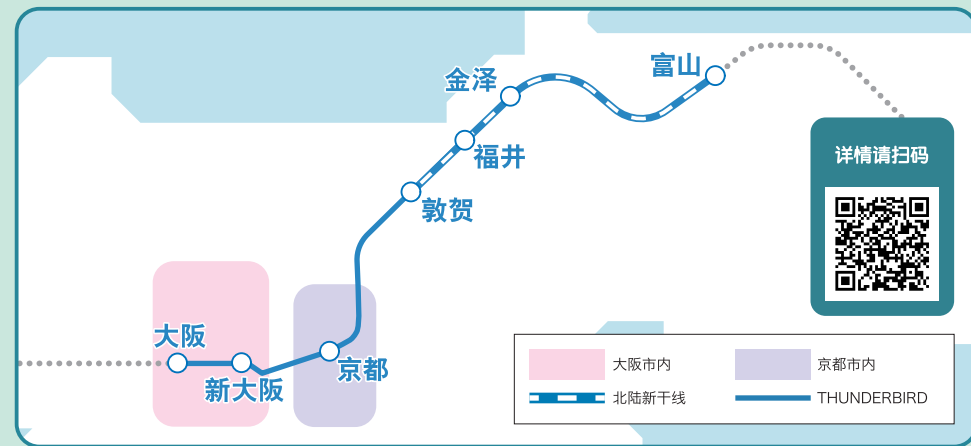 富山
金泽
福井
敦贺
详情请扫码
大阪
新大阪
京都
大阪市内
京都市内
北陆新干线
THUNDERBIRD